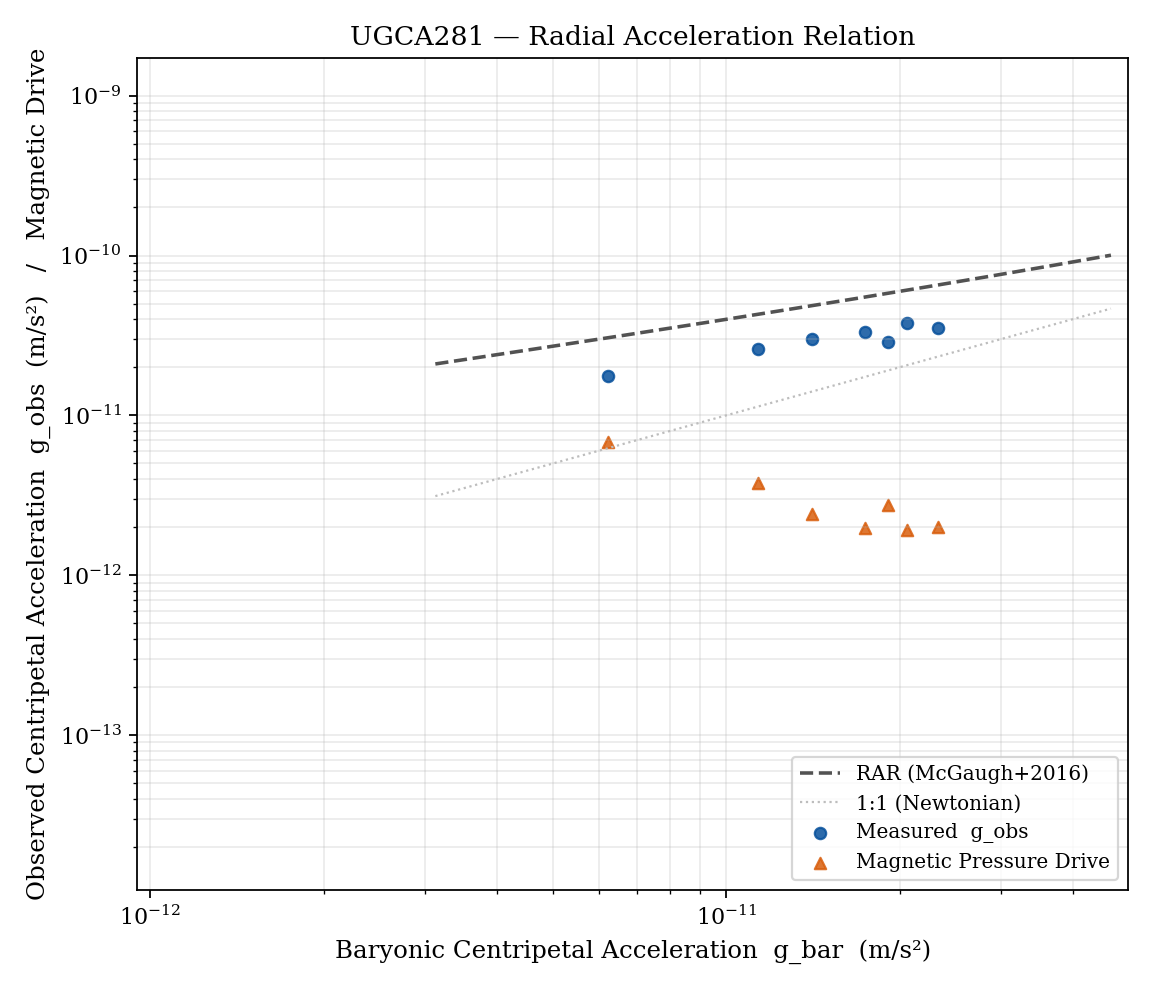 UGCA281 — Radial Acceleration Relation
Observed Centripetal Acceleration  g_obs  (m/s²)   /   Magnetic Drive
10⁻⁹
10⁻¹⁰
10⁻¹¹
10⁻¹²
10⁻¹³
RAR (McGaugh+2016)
1:1 (Newtonian)
Measured  g_obs
Magnetic Pressure Drive
10⁻¹²
10⁻¹¹
Baryonic Centripetal Acceleration  g_bar  (m/s²)